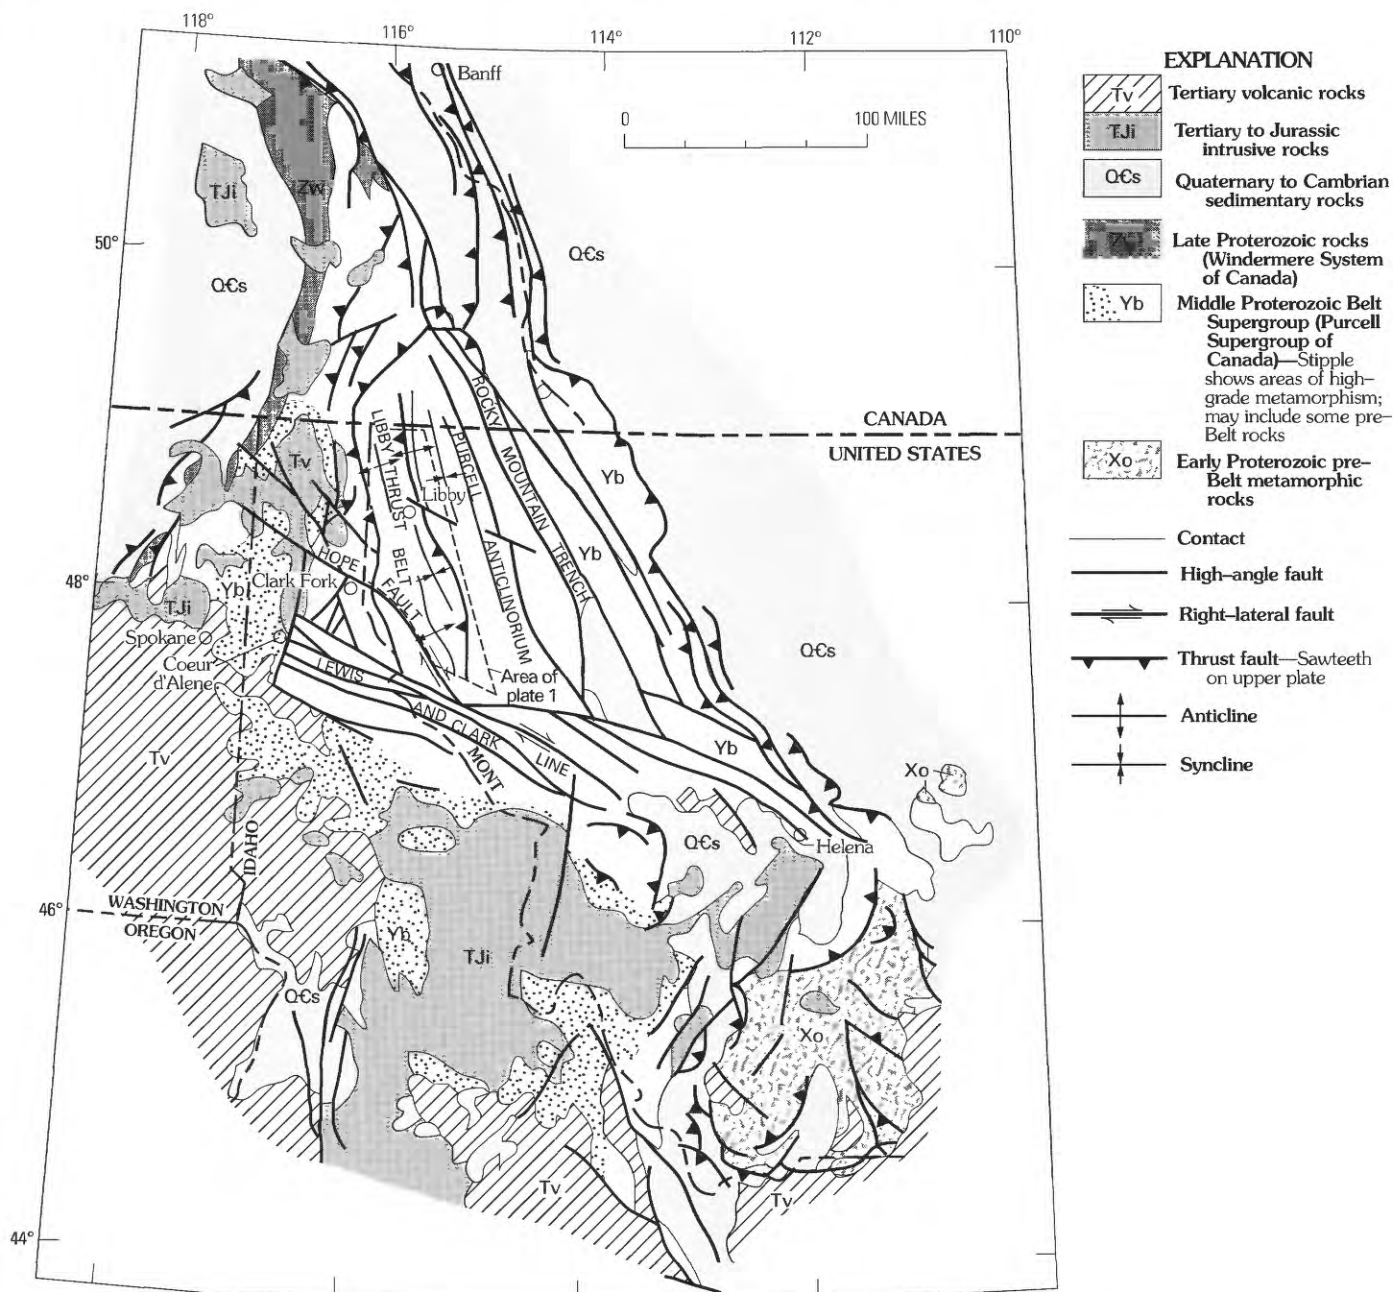 118°
116°
114°
112°
110°
Banff
0 100 MILES
TJi
Zw
50°
Q€s
Q€s
ROCKY MOUNTAIN TRENCH
CANADA
UNITED STATES
Tv
LIBBY THRUST BELT
PURCELL ANTICLINORIUM
Libby
Yb
Yb
48°
HOPE FAULT
Clark Fork
Yb
TJi
Spokane
Coeur
d'Alene
Q€s
LEWIS AND CLARK LINE
Area of
plate 1
Yb
Tv
MONT
IDAHO
Xo
Q€s
Helena
46°
WASHINGTON
OREGON
Yb
TJi
Q€s
Xo
Tv
Tv
44°
EXPLANATION
Tv Tertiary volcanic rocks
TJi Tertiary to Jurassic
intrusive rocks
Q€s Quaternary to Cambrian
sedimentary rocks
Late Proterozoic rocks
(Windermere System
of Canada)
Yb Middle Proterozoic Belt
Supergroup (Purcell
Supergroup of
Canada)—Stipple
shows areas of high-
grade metamorphism;
may include some pre-
Belt rocks
Xo Early Proterozoic pre-
Belt metamorphic
rocks
Contact
High-angle fault
Right-lateral fault
Thrust fault—Sawteeth
on upper plate
Anticline
Syncline